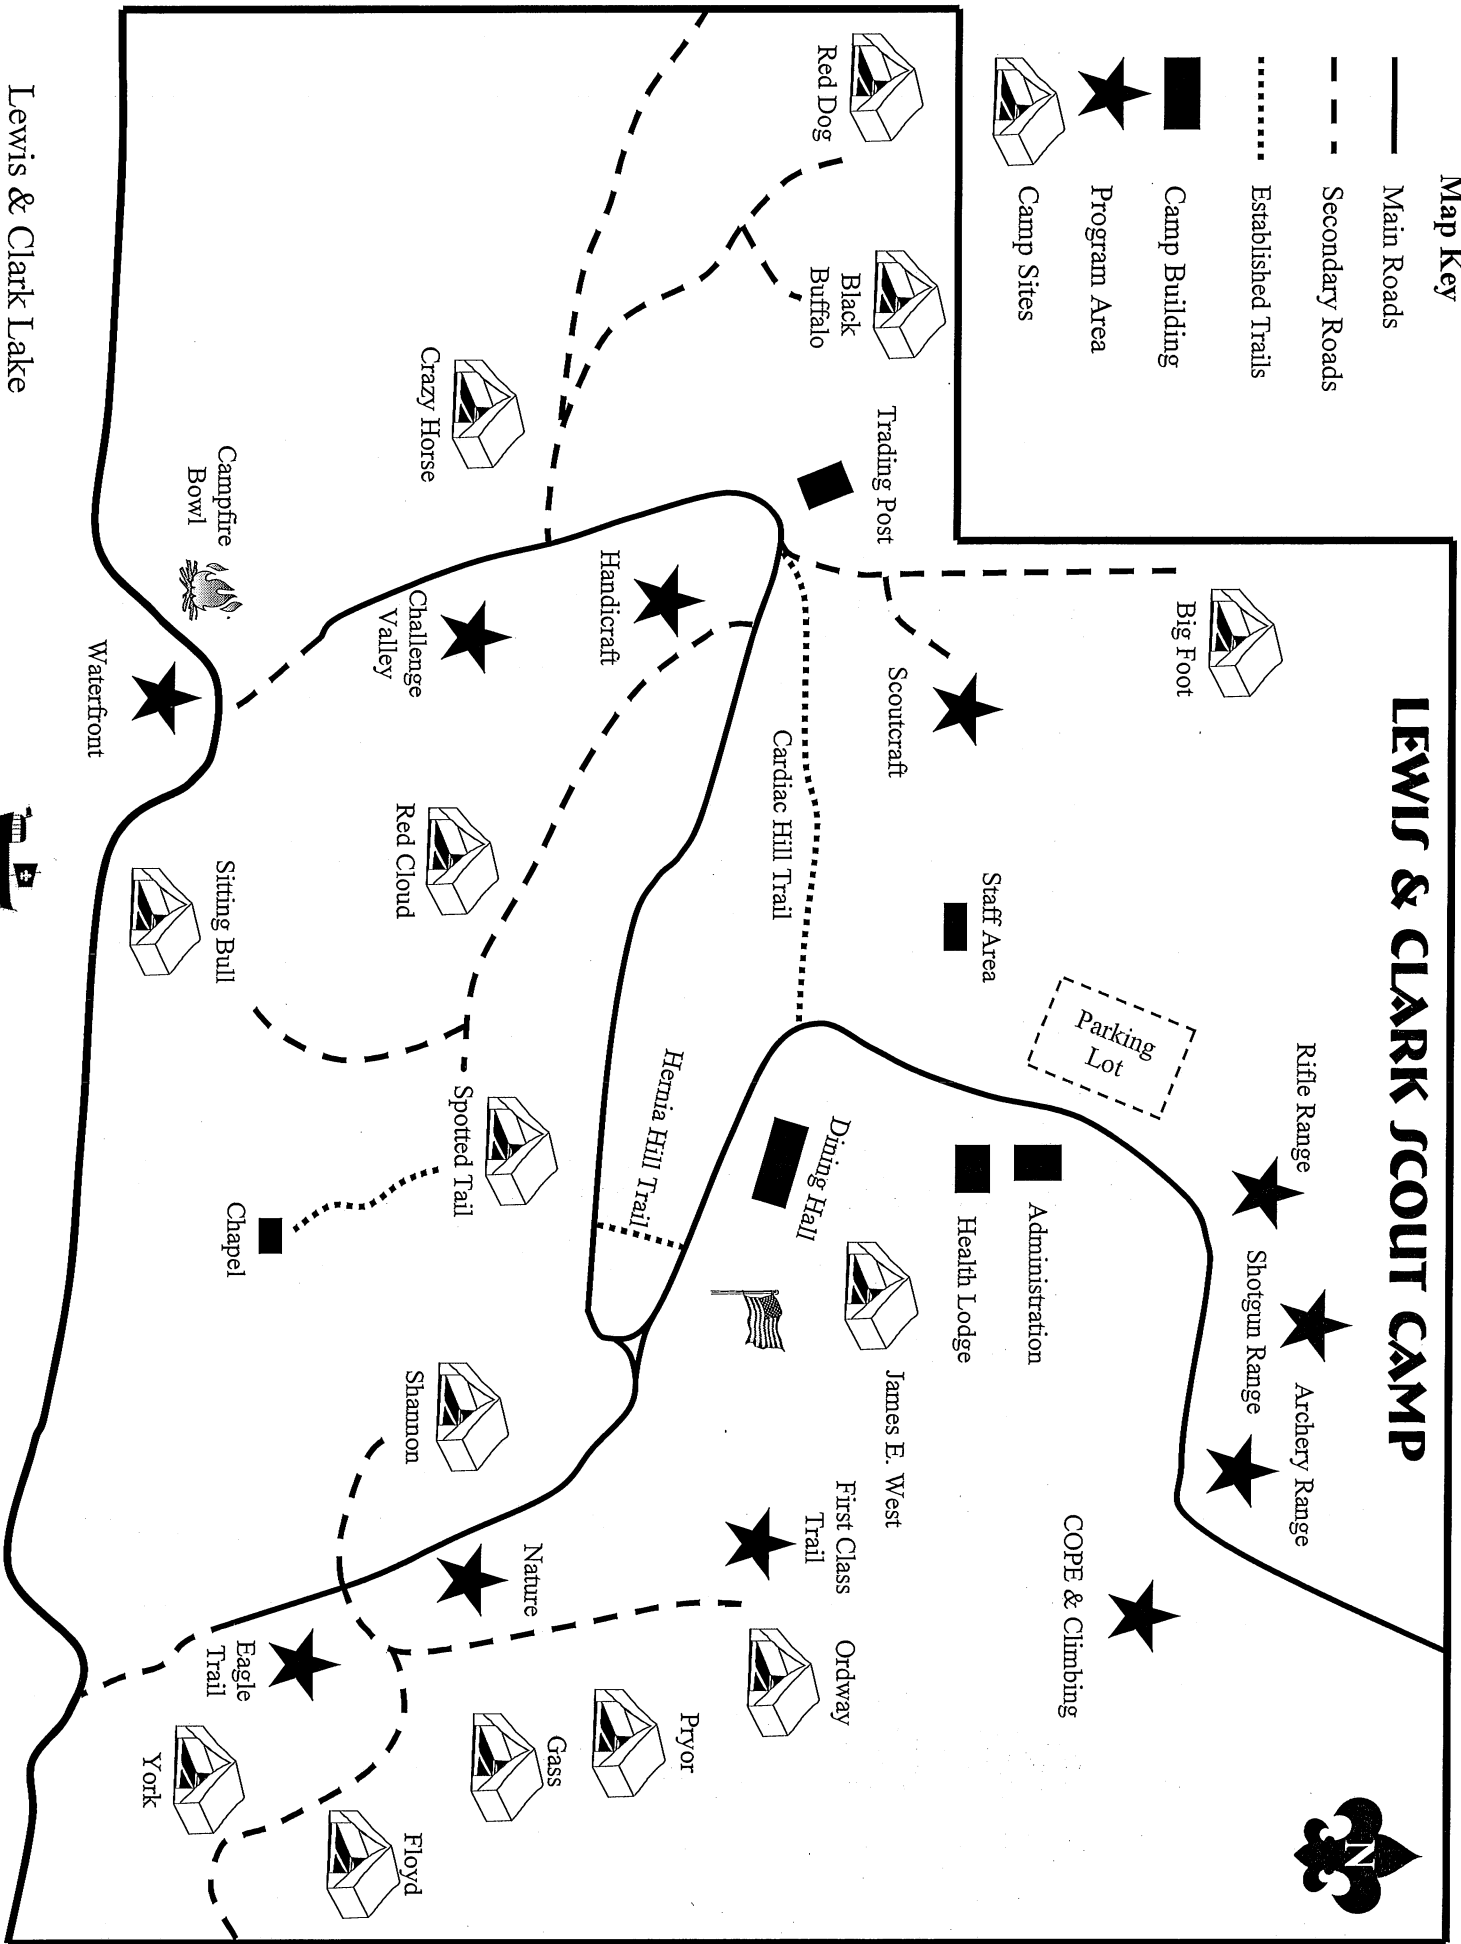 LEWIS & CLARK SCOUT CAMP
Map Key
Main Roads
Secondary Roads
Established Trails
Camp Building
Program Area
Camp Sites
N
Rifle Range
Shotgun Range
Archery Range
COPE & Climbing
Big Foot
Scoutcraft
Staff Area
Parking
Lot
Administration
Health Lodge
Dining Hall
James E. West
First Class
Trail
Ordway
Pryor
Gass
Floyd
York
Nature
Eagle
Trail
Shannon
Red Dog
Black
Buffalo
Trading Post
Crazy Horse
Handicraft
Challenge
Valley
Cardiac Hill Trail
Hernia Hill Trail
Red Cloud
Spotted Tail
Chapel
Sitting Bull
Campfire
Bowl
Waterfront
Lewis & Clark Lake